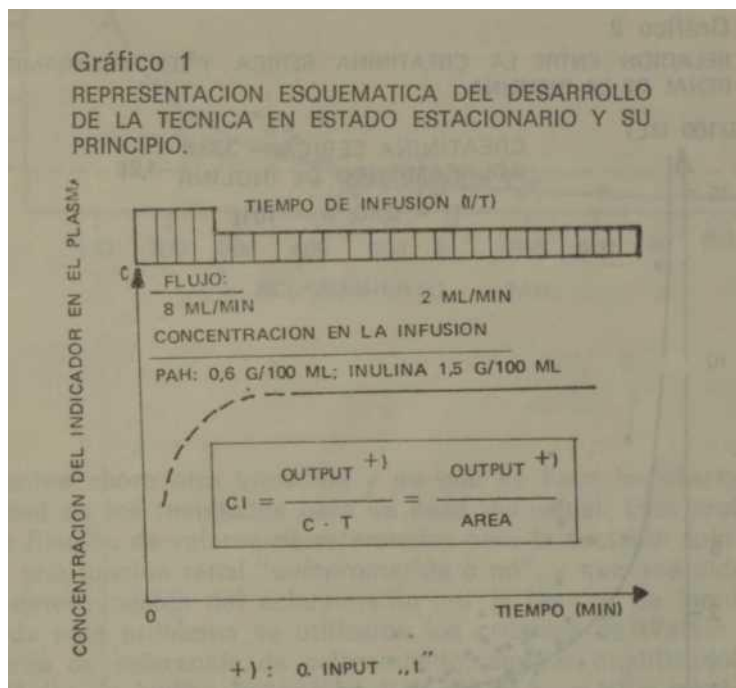 Gráfico 1
REPRESENTACION ESQUEMATICA DEL DESARROLLO
DE LA TECNICA EN ESTADO ESTACIONARIO Y SU
PRINCIPIO.
CONCENTRACION DEL INDICADOR EN EL PLASMA
TIEMPO DE INFUSION (I/T)
C
FLUJO:
8 ML/MIN 2 ML/MIN
CONCENTRACION EN LA INFUSION
PAH: 0,6 G/100 ML; INULINA 1,5 G/100 ML
CI = OUTPUT +) / C · T = OUTPUT +) / AREA
0
TIEMPO (MIN)
+) : O. INPUT „I"